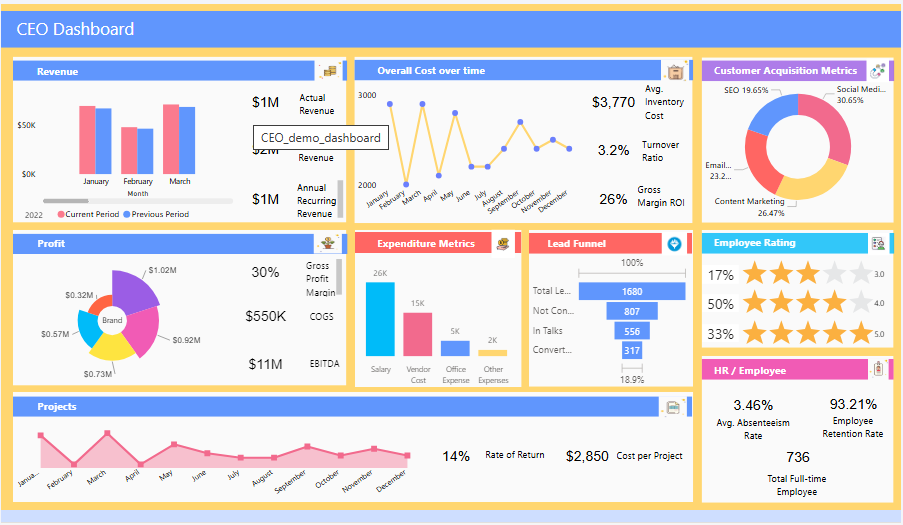 CEO Dashboard
Revenue
$50K
$0K
January
February
March
Month
2022
Current Period
Previous Period
$1M
Actual
Revenue
CEO_demo_dashboard
$2M
Revenue
$1M
Annual
Recurring
Revenue
Overall Cost over time
3000
2000
January
February
March
April
May
June
July
August
September
October
November
December
$3,770
Avg.
Inventory
Cost
3.2%
Turnover
Ratio
26%
Gross
Margin ROI
Customer Acquisition Metrics
SEO 19.65%
Social Medi...
30.65%
Email...
23.2...
Content Marketing
26.47%
Profit
$1.02M
$0.32M
Brand
$0.57M
$0.92M
$0.73M
30%
Gross
Profit
Margin
$550K
COGS
$11M
EBITDA
Expenditure Metrics
26K
15K
5K
2K
Salary
Vendor
Cost
Office
Expense
Other
Expenses
Lead Funnel
100%
Total Le...
1680
Not Con...
807
In Talks
556
Convert...
317
18.9%
Employee Rating
17%
3.0
50%
4.0
33%
5.0
HR / Employee
3.46%
Avg. Absenteeism
Rate
93.21%
Employee
Retention Rate
736
Total Full-time
Employee
Projects
Janua...
February
March
April
May
June
July
August
September
October
November
December
14%
Rate of Return
$2,850
Cost per Project